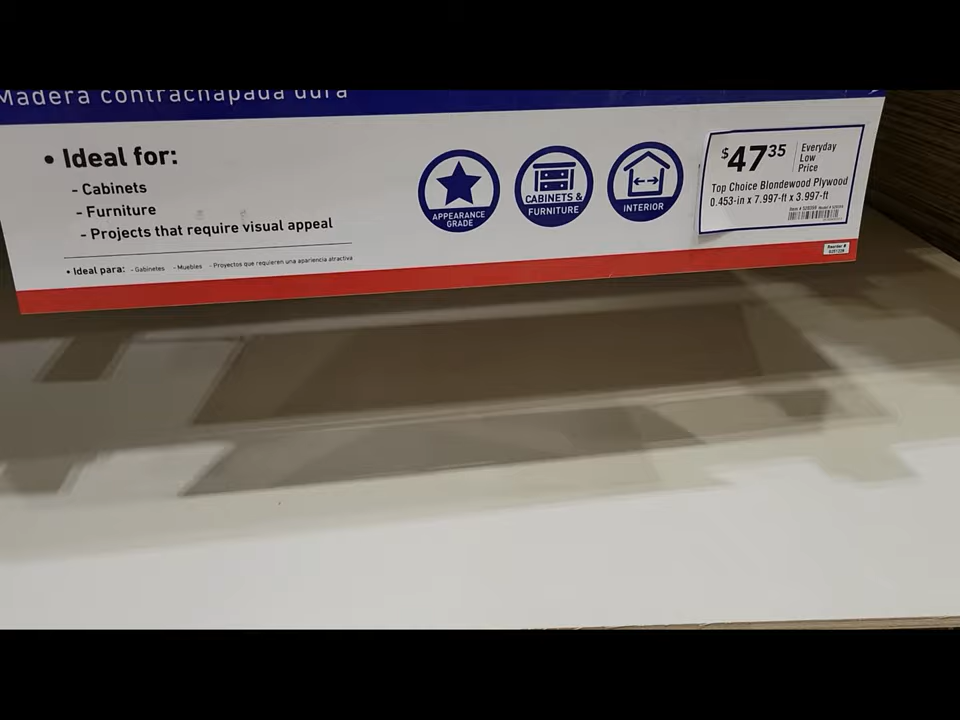 Madera contrachapada dura
• Ideal for:
- Cabinets
- Furniture
- Projects that require visual appeal
• Ideal para: - Gabinetes - Muebles - Proyectos que requieren una apariencia atractiva
APPEARANCE
GRADE
CABINETS &
FURNITURE
INTERIOR
$47 35
Everyday
Low
Price
Top Choice Blondewood Plywood
0.453-in x 7.997-ft x 3.997-ft